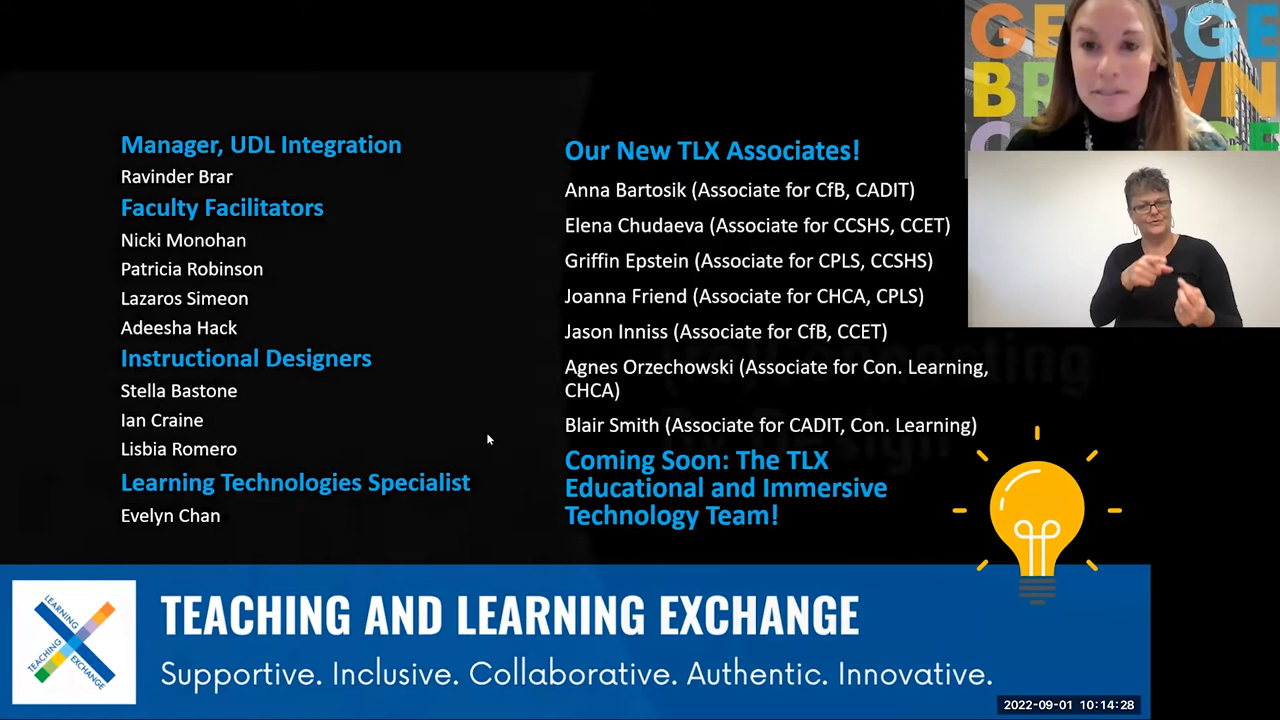 Manager, UDL Integration
Ravinder Brar
Faculty Facilitators
Nicki Monohan
Patricia Robinson
Lazaros Simeon
Adeesha Hack
Instructional Designers
Stella Bastone
Ian Craine
Lisbia Romero
Learning Technologies Specialist
Evelyn Chan
Our New TLX Associates!
Anna Bartosik (Associate for CfB, CADIT)
Elena Chudaeva (Associate for CCSHS, CCET)
Griffin Epstein (Associate for CPLS, CCSHS)
Joanna Friend (Associate for CHCA, CPLS)
Jason Inniss (Associate for CfB, CCET)
Agnes Orzechowski (Associate for Con. Learning,
CHCA)
Blair Smith (Associate for CADIT, Con. Learning)
Coming Soon: The TLX
Educational and Immersive
Technology Team!
LEARNING
TEACHING
EXCHANGE
TEACHING AND LEARNING EXCHANGE
Supportive. Inclusive. Collaborative. Authentic. Innovative.
2022-09-01 10:14:28